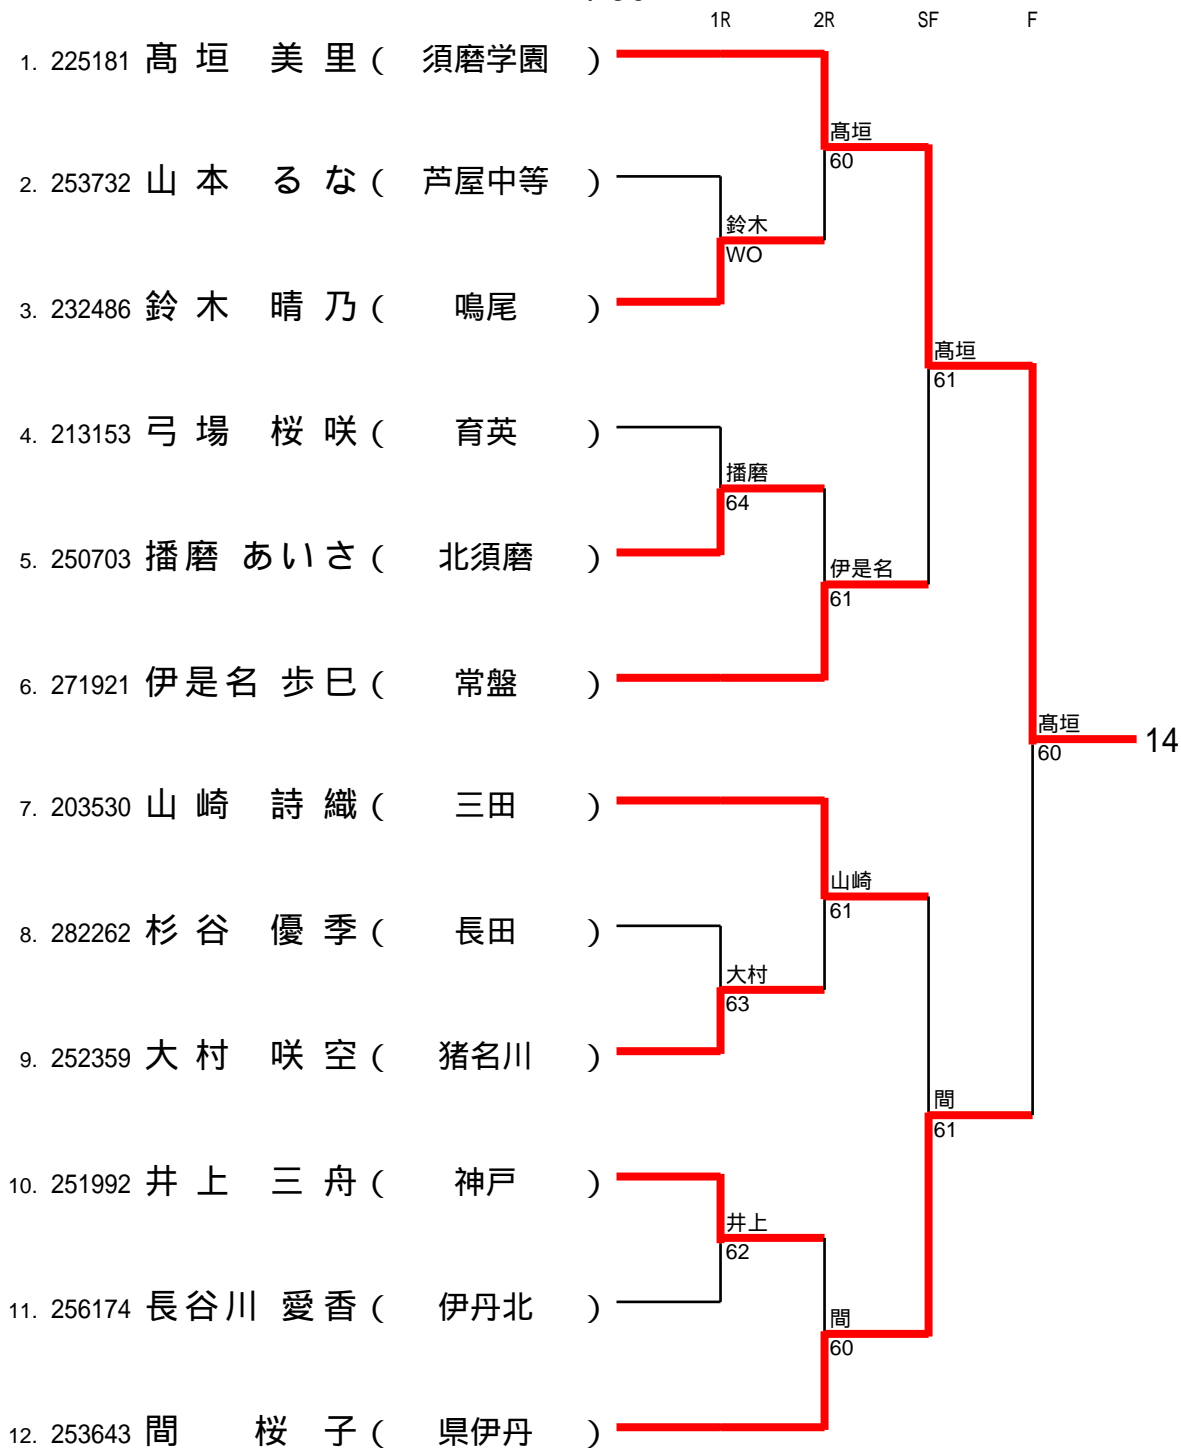 1R 2R SF F
1. 225181 髙垣 美里 ( 須磨学園 )
髙垣
60
2. 253732 山本 るな ( 芦屋中等 )
鈴木
WO
3. 232486 鈴木 晴乃 ( 鳴尾 )
髙垣
61
4. 213153 弓場 桜咲 ( 育英 )
播磨
64
5. 250703 播磨 あいさ ( 北須磨 )
伊是名
61
6. 271921 伊是名 歩巳 ( 常盤 )
髙垣
60
14
7. 203530 山崎 詩織 ( 三田 )
山崎
61
8. 282262 杉谷 優季 ( 長田 )
大村
63
9. 252359 大村 咲空 ( 猪名川 )
間
61
10. 251992 井上 三舟 ( 神戸 )
井上
62
11. 256174 長谷川 愛香 ( 伊丹北 )
間
60
12. 253643 間 桜子 ( 県伊丹 )